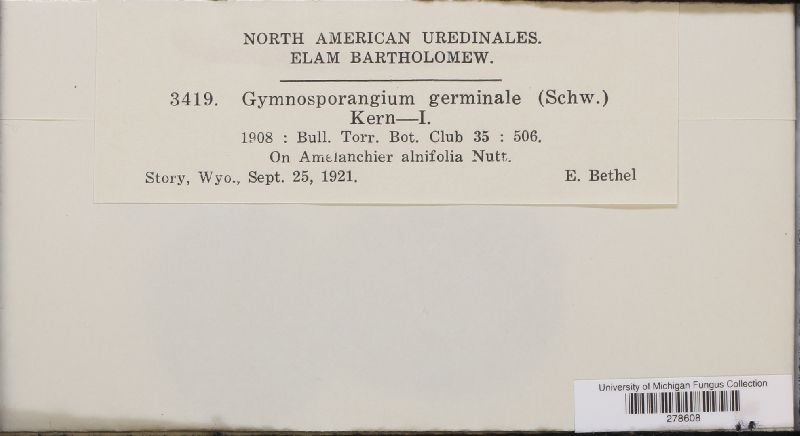 NORTH AMERICAN UREDINALES.
ELAM BARTHOLOMEW.
3419. Gymnosporangium germinale (Schw.)
Kern—I.
1908 : Bull. Torr. Bot. Club 35 : 506.
On Amelanchier alnifolia Nutt.
Story, Wyo., Sept. 25, 1921. E. Bethel
University of Michigan Fungus Collection
278608